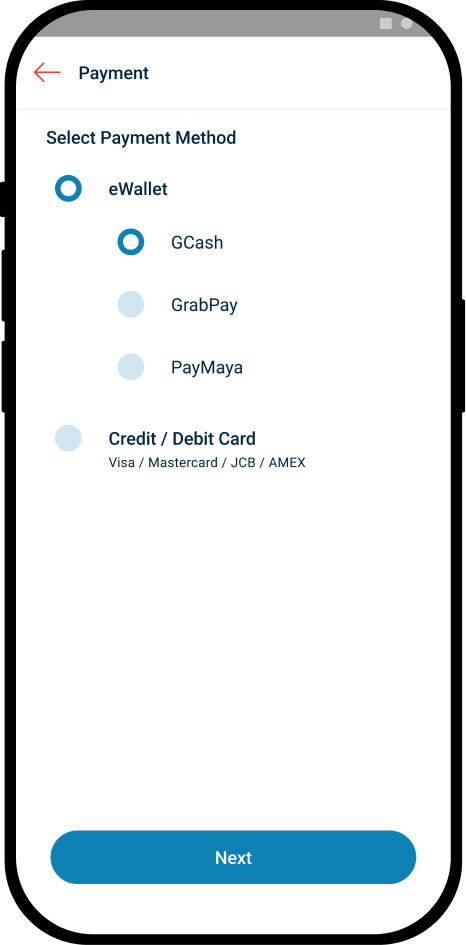 Payment
Select Payment Method
eWallet
GCash
GrabPay
PayMaya
Credit / Debit Card
Visa / Mastercard / JCB / AMEX
Next